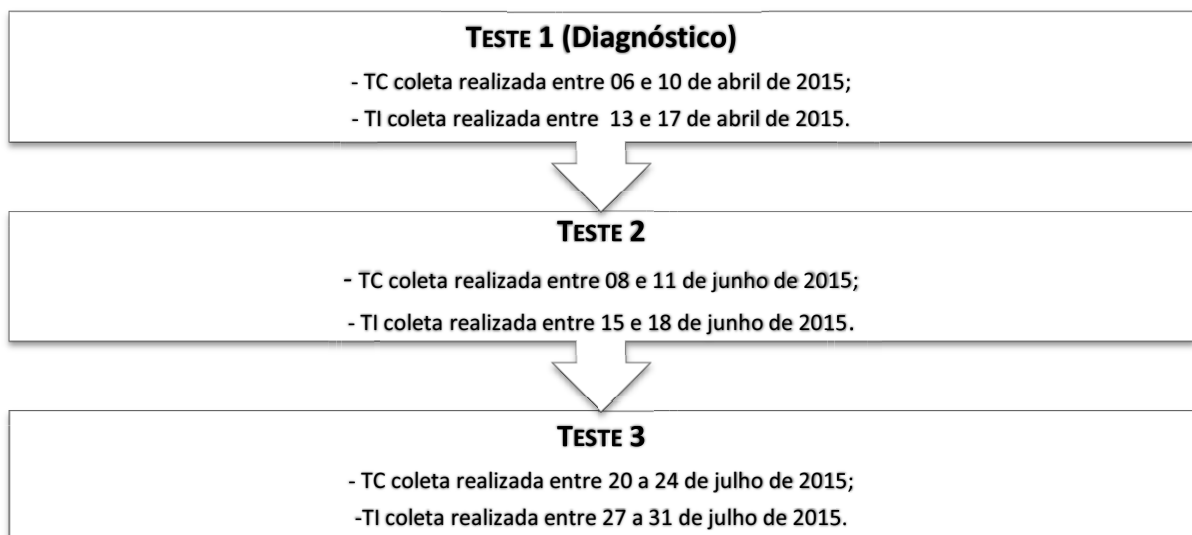 TESTE 1 (Diagnóstico)
- TC coleta realizada entre 06 e 10 de abril de 2015;
- TI coleta realizada entre  13 e 17 de abril de 2015.
TESTE 2
- TC coleta realizada entre 08 e 11 de junho de 2015;
- TI coleta realizada entre 15 e 18 de junho de 2015.
TESTE 3
- TC coleta realizada entre 20 a 24 de julho de 2015;
-TI coleta realizada entre 27 a 31 de julho de 2015.